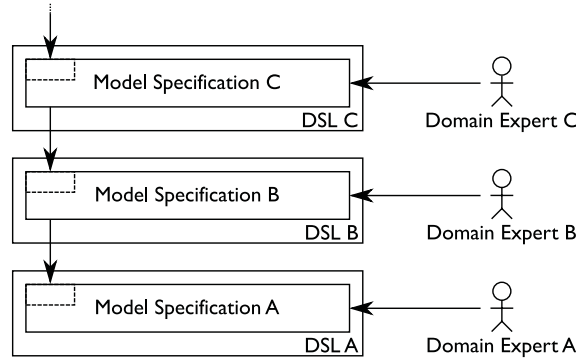 Model Specification C
DSL C
Domain Expert C
Model Specification B
DSL B
Domain Expert B
Model Specification A
DSL A
Domain Expert A